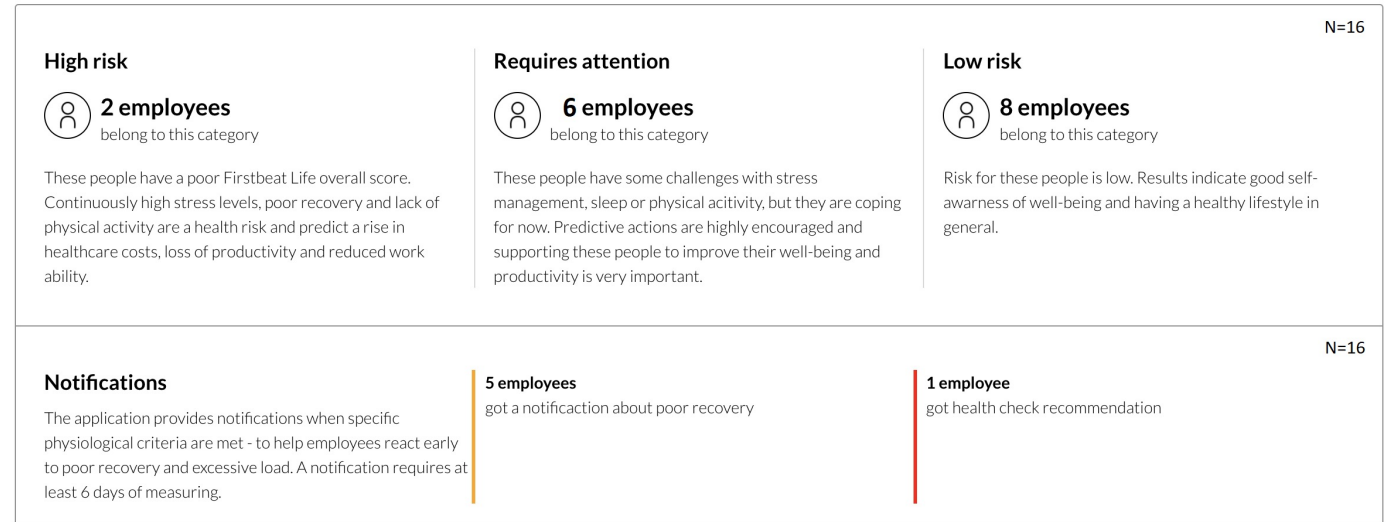 N=16
High risk
2 employees
belong to this category
These people have a poor Firstbeat Life overall score.
Continuously high stress levels, poor recovery and lack of
physical activity are a health risk and predict a rise in
healthcare costs, loss of productivity and reduced work
ability.
Requires attention
6 employees
belong to this category
These people have some challenges with stress
management, sleep or physical acitivity, but they are coping
for now. Predictive actions are highly encouraged and
supporting these people to improve their well-being and
productivity is very important.
Low risk
8 employees
belong to this category
Risk for these people is low. Results indicate good self-
awarness of well-being and having a healthy lifestyle in
general.
N=16
Notifications
The application provides notifications when specific
physiological criteria are met - to help employees react early
to poor recovery and excessive load. A notification requires at
least 6 days of measuring.
5 employees
got a notificaction about poor recovery
1 employee
got health check recommendation